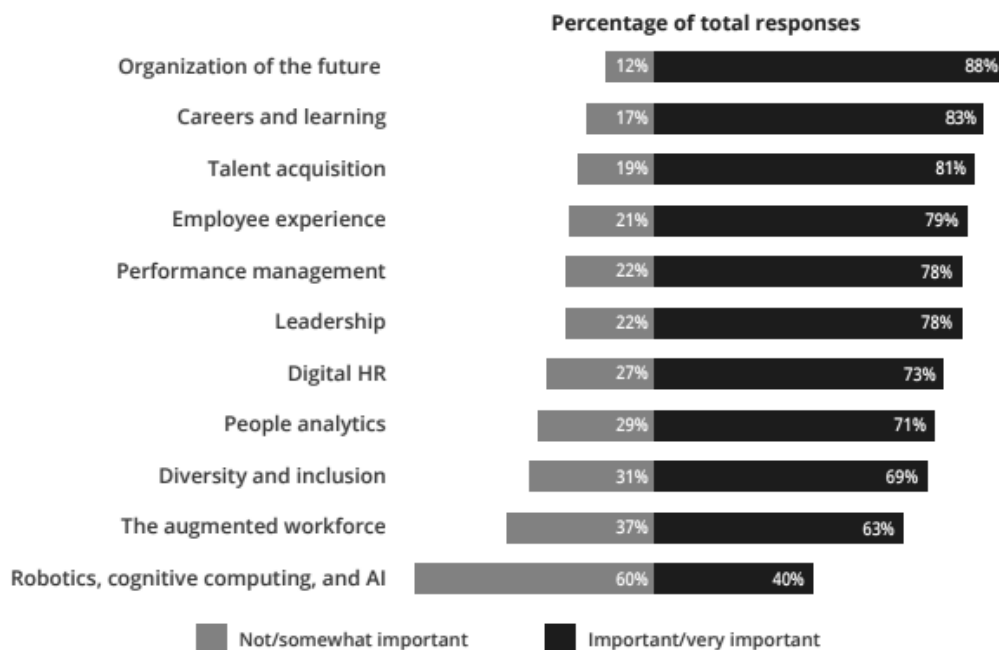 Percentage of total responses
Organization of the future 12% 88%
Careers and learning 17% 83%
Talent acquisition 19% 81%
Employee experience 21% 79%
Performance management 22% 78%
Leadership 22% 78%
Digital HR 27% 73%
People analytics 29% 71%
Diversity and inclusion 31% 69%
The augmented workforce 37% 63%
Robotics, cognitive computing, and AI 60% 40%
Not/somewhat important Important/very important